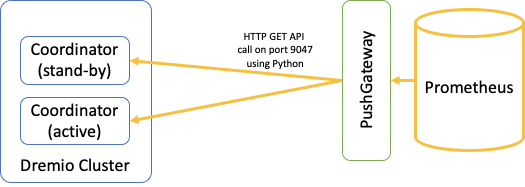 Coordinator
(stand-by)
Coordinator
(active)
Dremio Cluster
HTTP GET API
call on port 9047
using Python
PushGateway
Prometheus